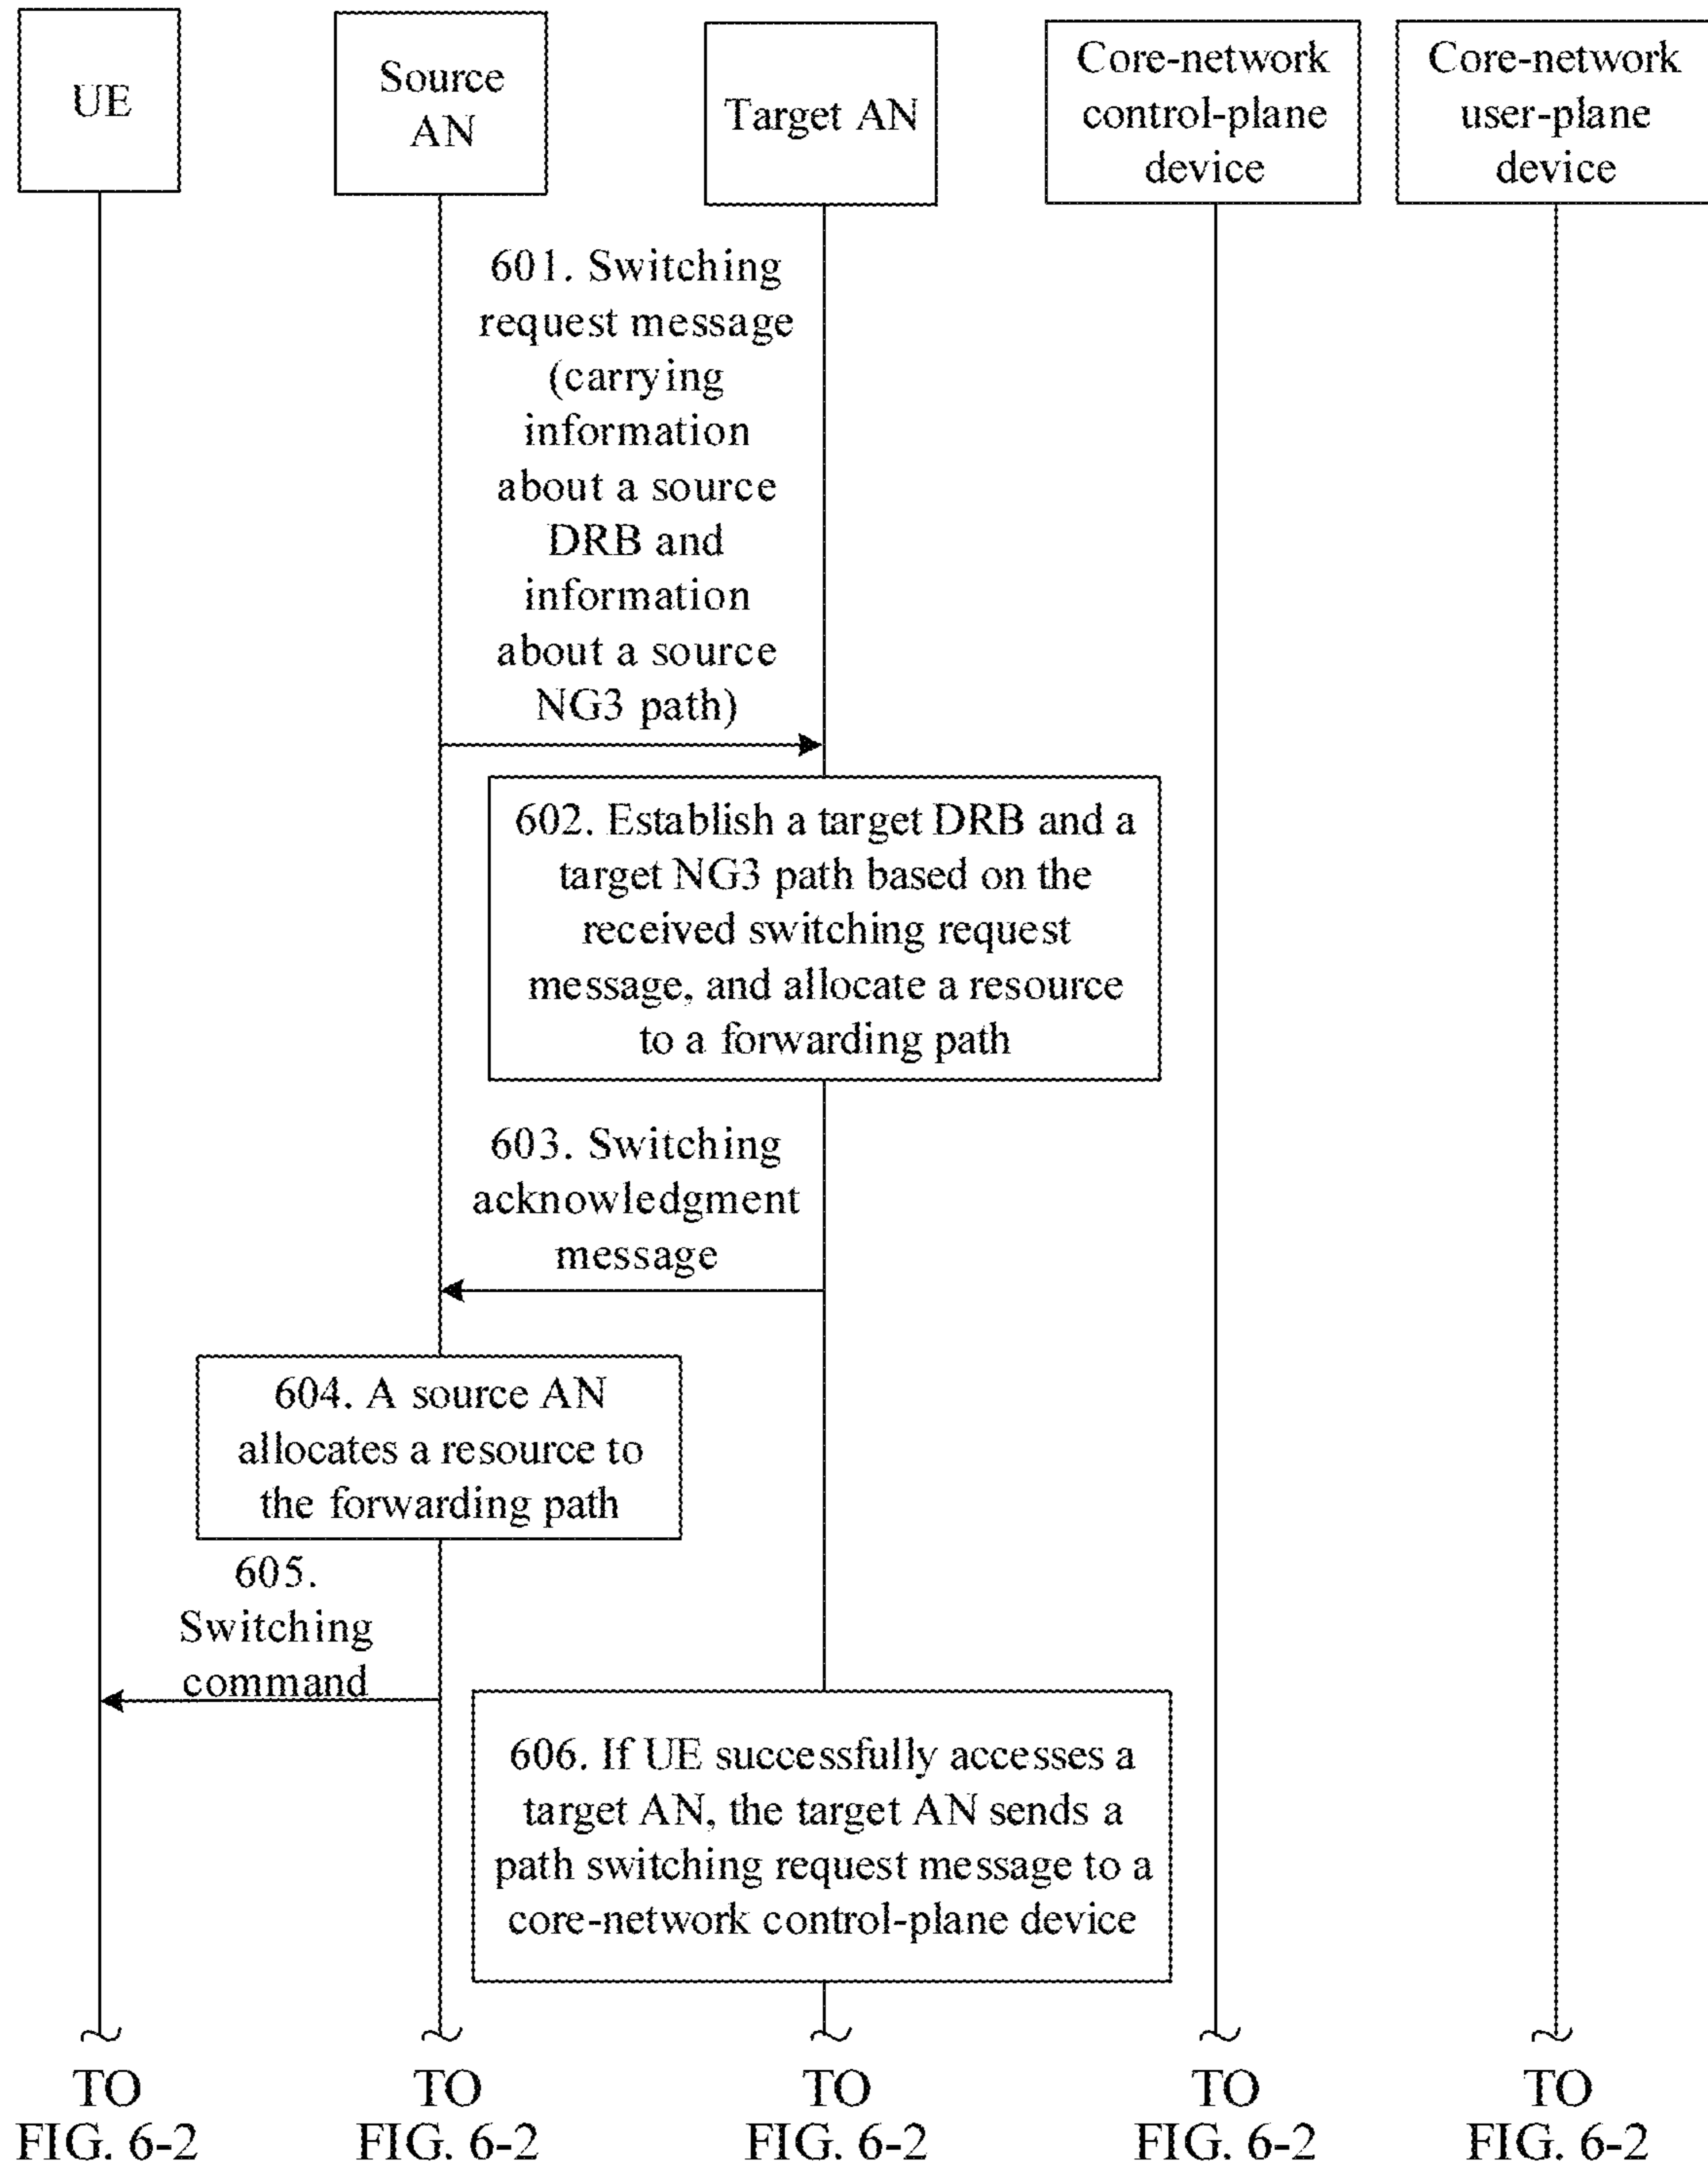 UE
Source
AN
Target AN
Core-network
control-plane
device
Core-network
user-plane
device
601. Switching
request message
(carrying
information
about a source
DRB and
information
about a source
NG3 path)
602. Establish a target DRB and a
target NG3 path based on the
received switching request
message, and allocate a resource
to a forwarding path
603. Switching
acknowledgment
message
604. A source AN
allocates a resource to
the forwarding path
605.
Switching
command
606. If UE successfully accesses a
target AN, the target AN sends a
path switching request message to a
core-network control-plane device
TO
FIG. 6-2
TO
FIG. 6-2
TO
FIG. 6-2
TO
FIG. 6-2
TO
FIG. 6-2